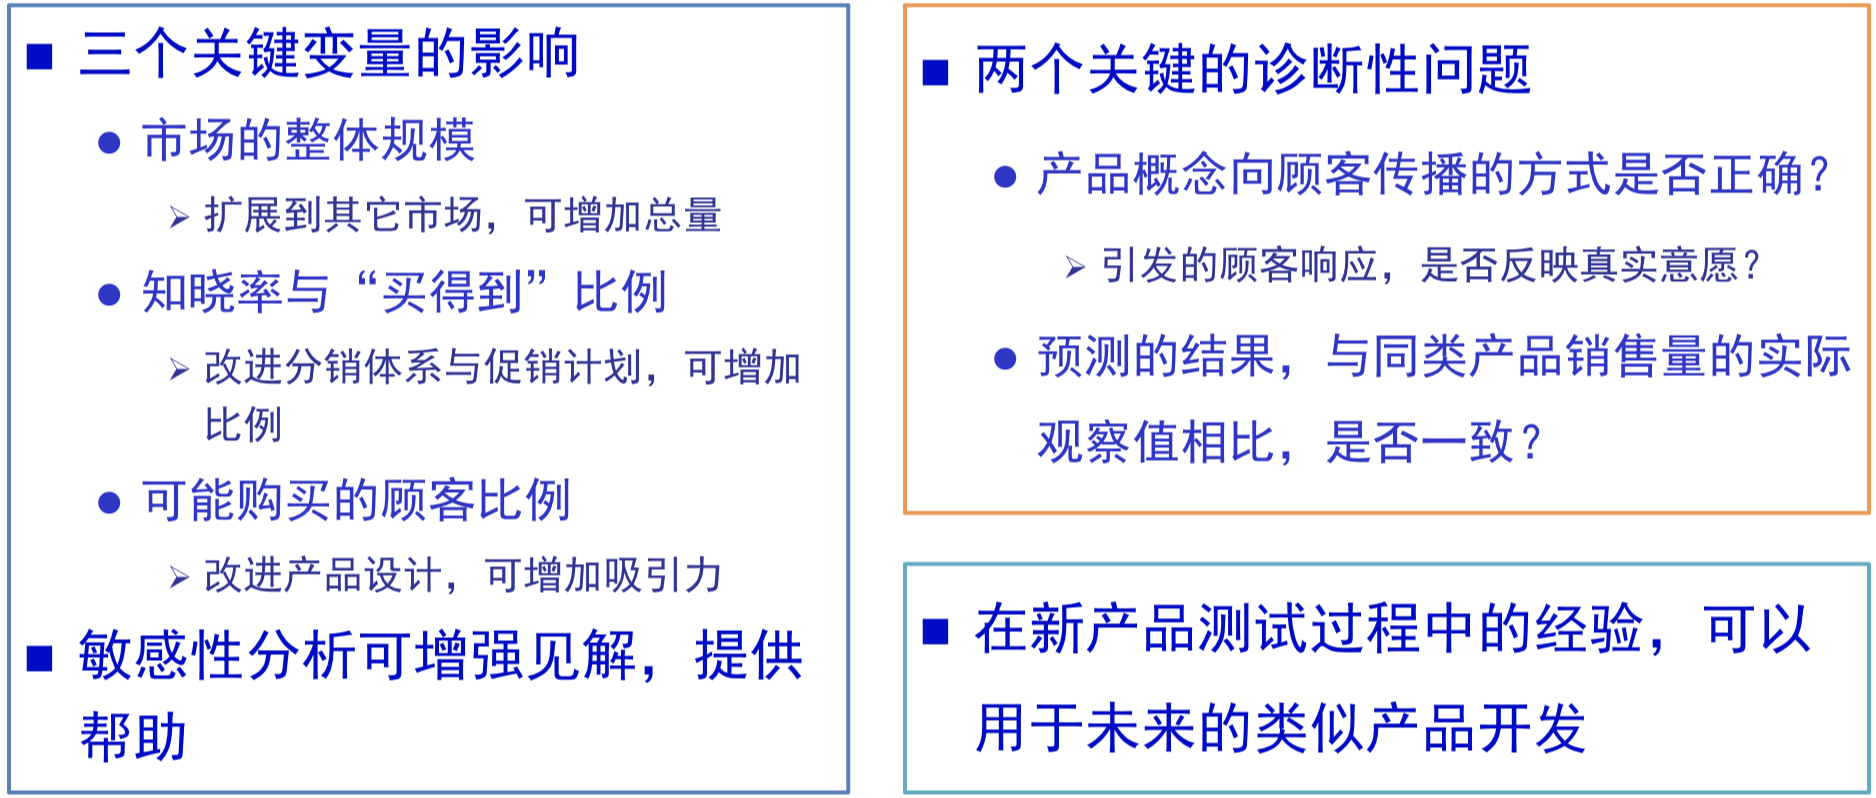 三个关键变量的影响
市场的整体规模
扩展到其它市场，可增加总量
知晓率与“买得到”比例
改进分销体系与促销计划，可增加
比例
可能购买的顾客比例
改进产品设计，可增加吸引力
敏感性分析可增强见解，提供
帮助
两个关键的诊断性问题
产品概念向顾客传播的方式是否正确？
引发的顾客响应，是否反映真实意愿？
预测的结果，与同类产品销售量的实际
观察值相比，是否一致？
在新产品测试过程中的经验，可以
用于未来的类似产品开发